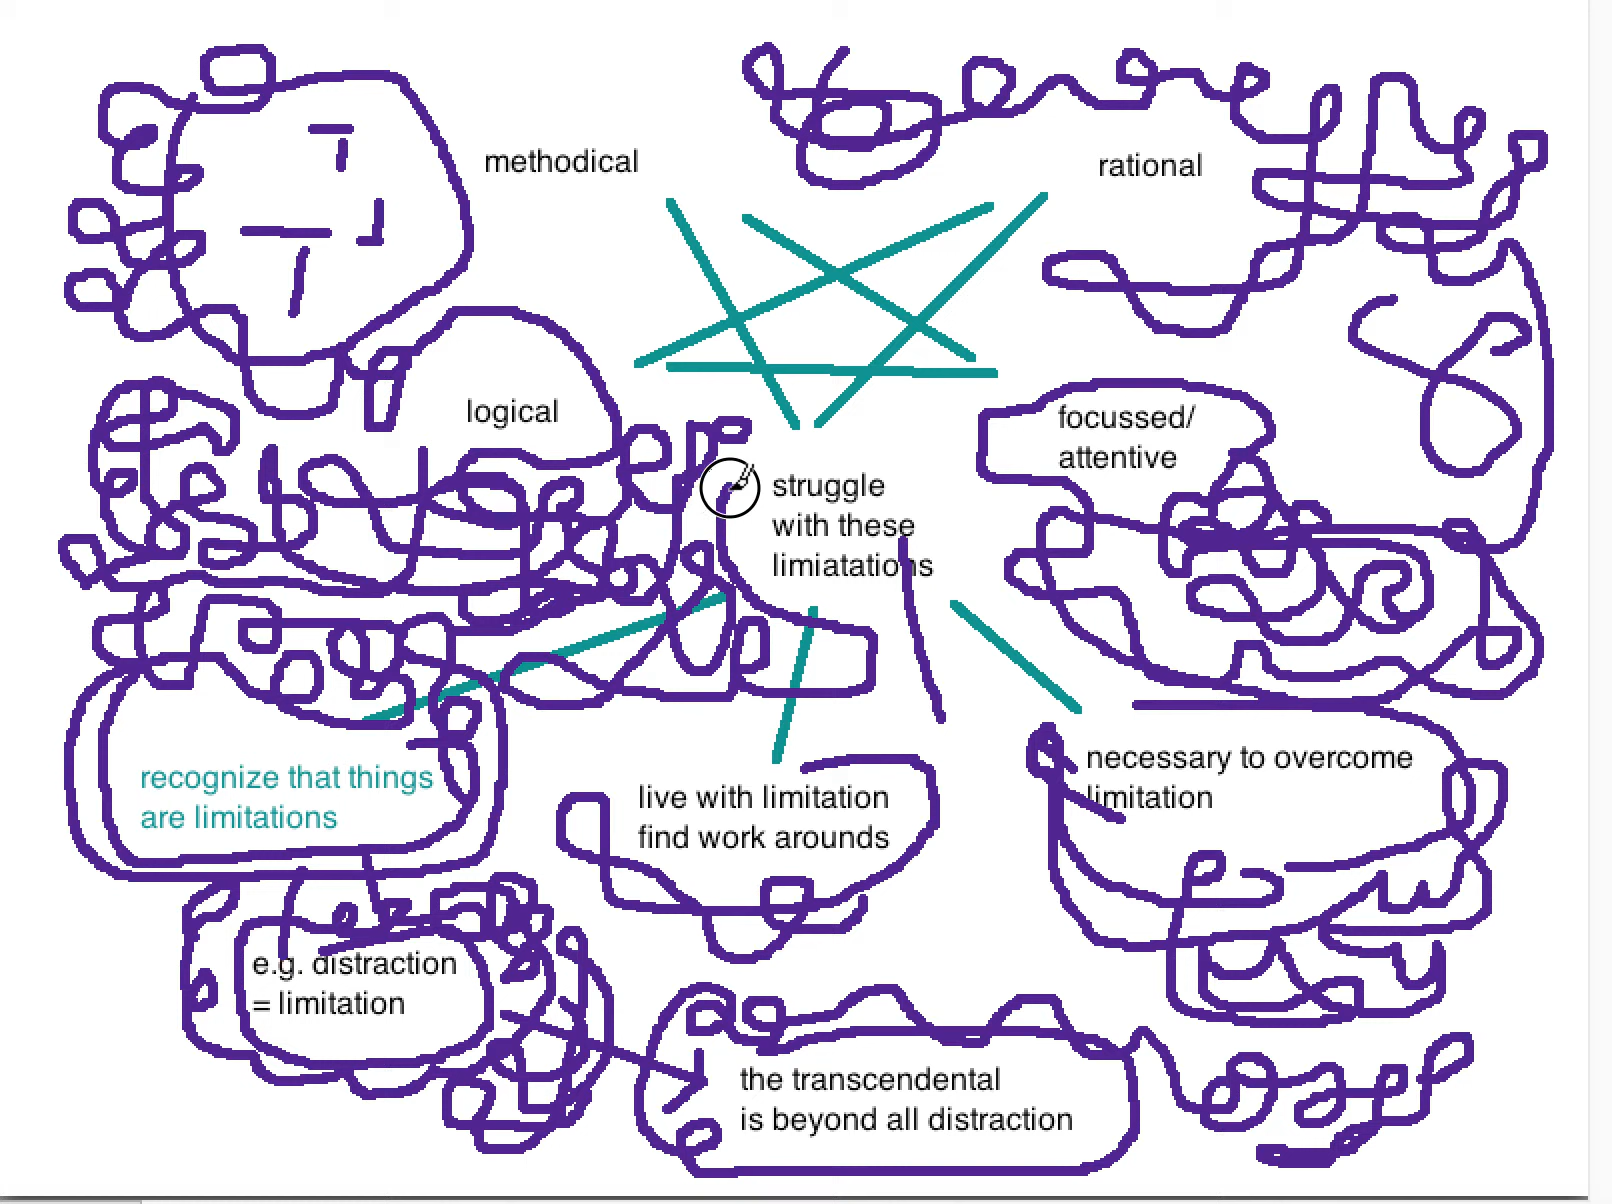 methodical
rational
logical
focussed/
attentive
struggle
with these
limiatations
recognize that things
are limitations
live with limitation
find work arounds
necessary to overcome
limitation
e.g. distraction
= limitation
the transcendental
is beyond all distraction